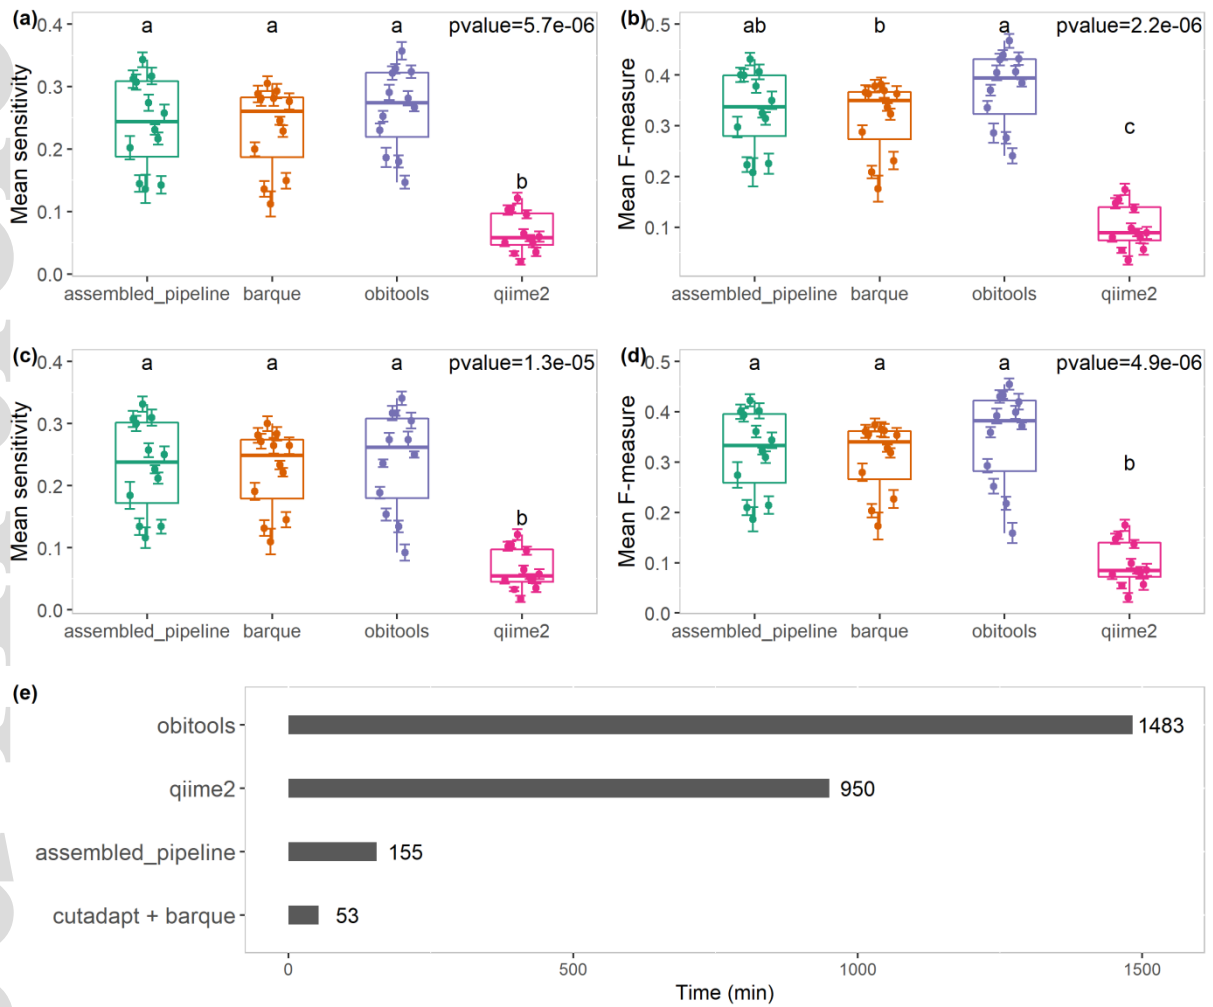 (a)
a
a
a
pvalue=5.7e-06
b
Mean sensitivity
0.4
0.3
0.2
0.1
0.0
assembled_pipeline
barque
obitools
qiime2
(b)
ab
b
a
pvalue=2.2e-06
c
Mean F-measure
0.5
0.4
0.3
0.2
0.1
assembled_pipeline
barque
obitools
qiime2
(c)
a
a
a
pvalue=1.3e-05
b
Mean sensitivity
0.4
0.3
0.2
0.1
0.0
assembled_pipeline
barque
obitools
qiime2
(d)
a
a
a
pvalue=4.9e-06
b
Mean F-measure
0.5
0.4
0.3
0.2
0.1
0.0
assembled_pipeline
barque
obitools
qiime2
(e)
obitools 1483
qiime2 950
assembled_pipeline 155
cutadapt + barque 53
0 500 1000 1500
Time (min)